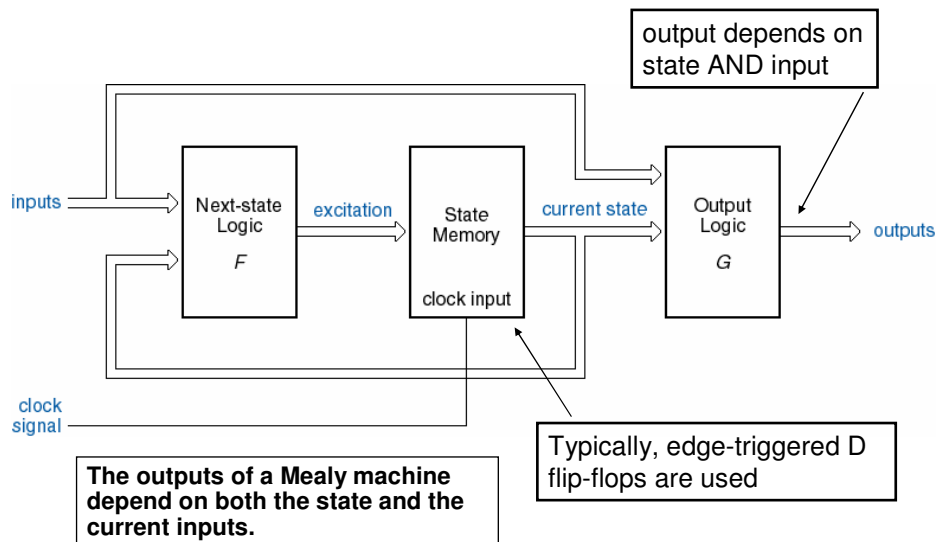 output depends on
state AND input
inputs
Next-state
Logic
F
excitation
State
Memory
clock input
current state
Output
Logic
G
outputs
clock
signal
Typically, edge-triggered D
flip-flops are used
The outputs of a Mealy machine
depend on both the state and the
current inputs.